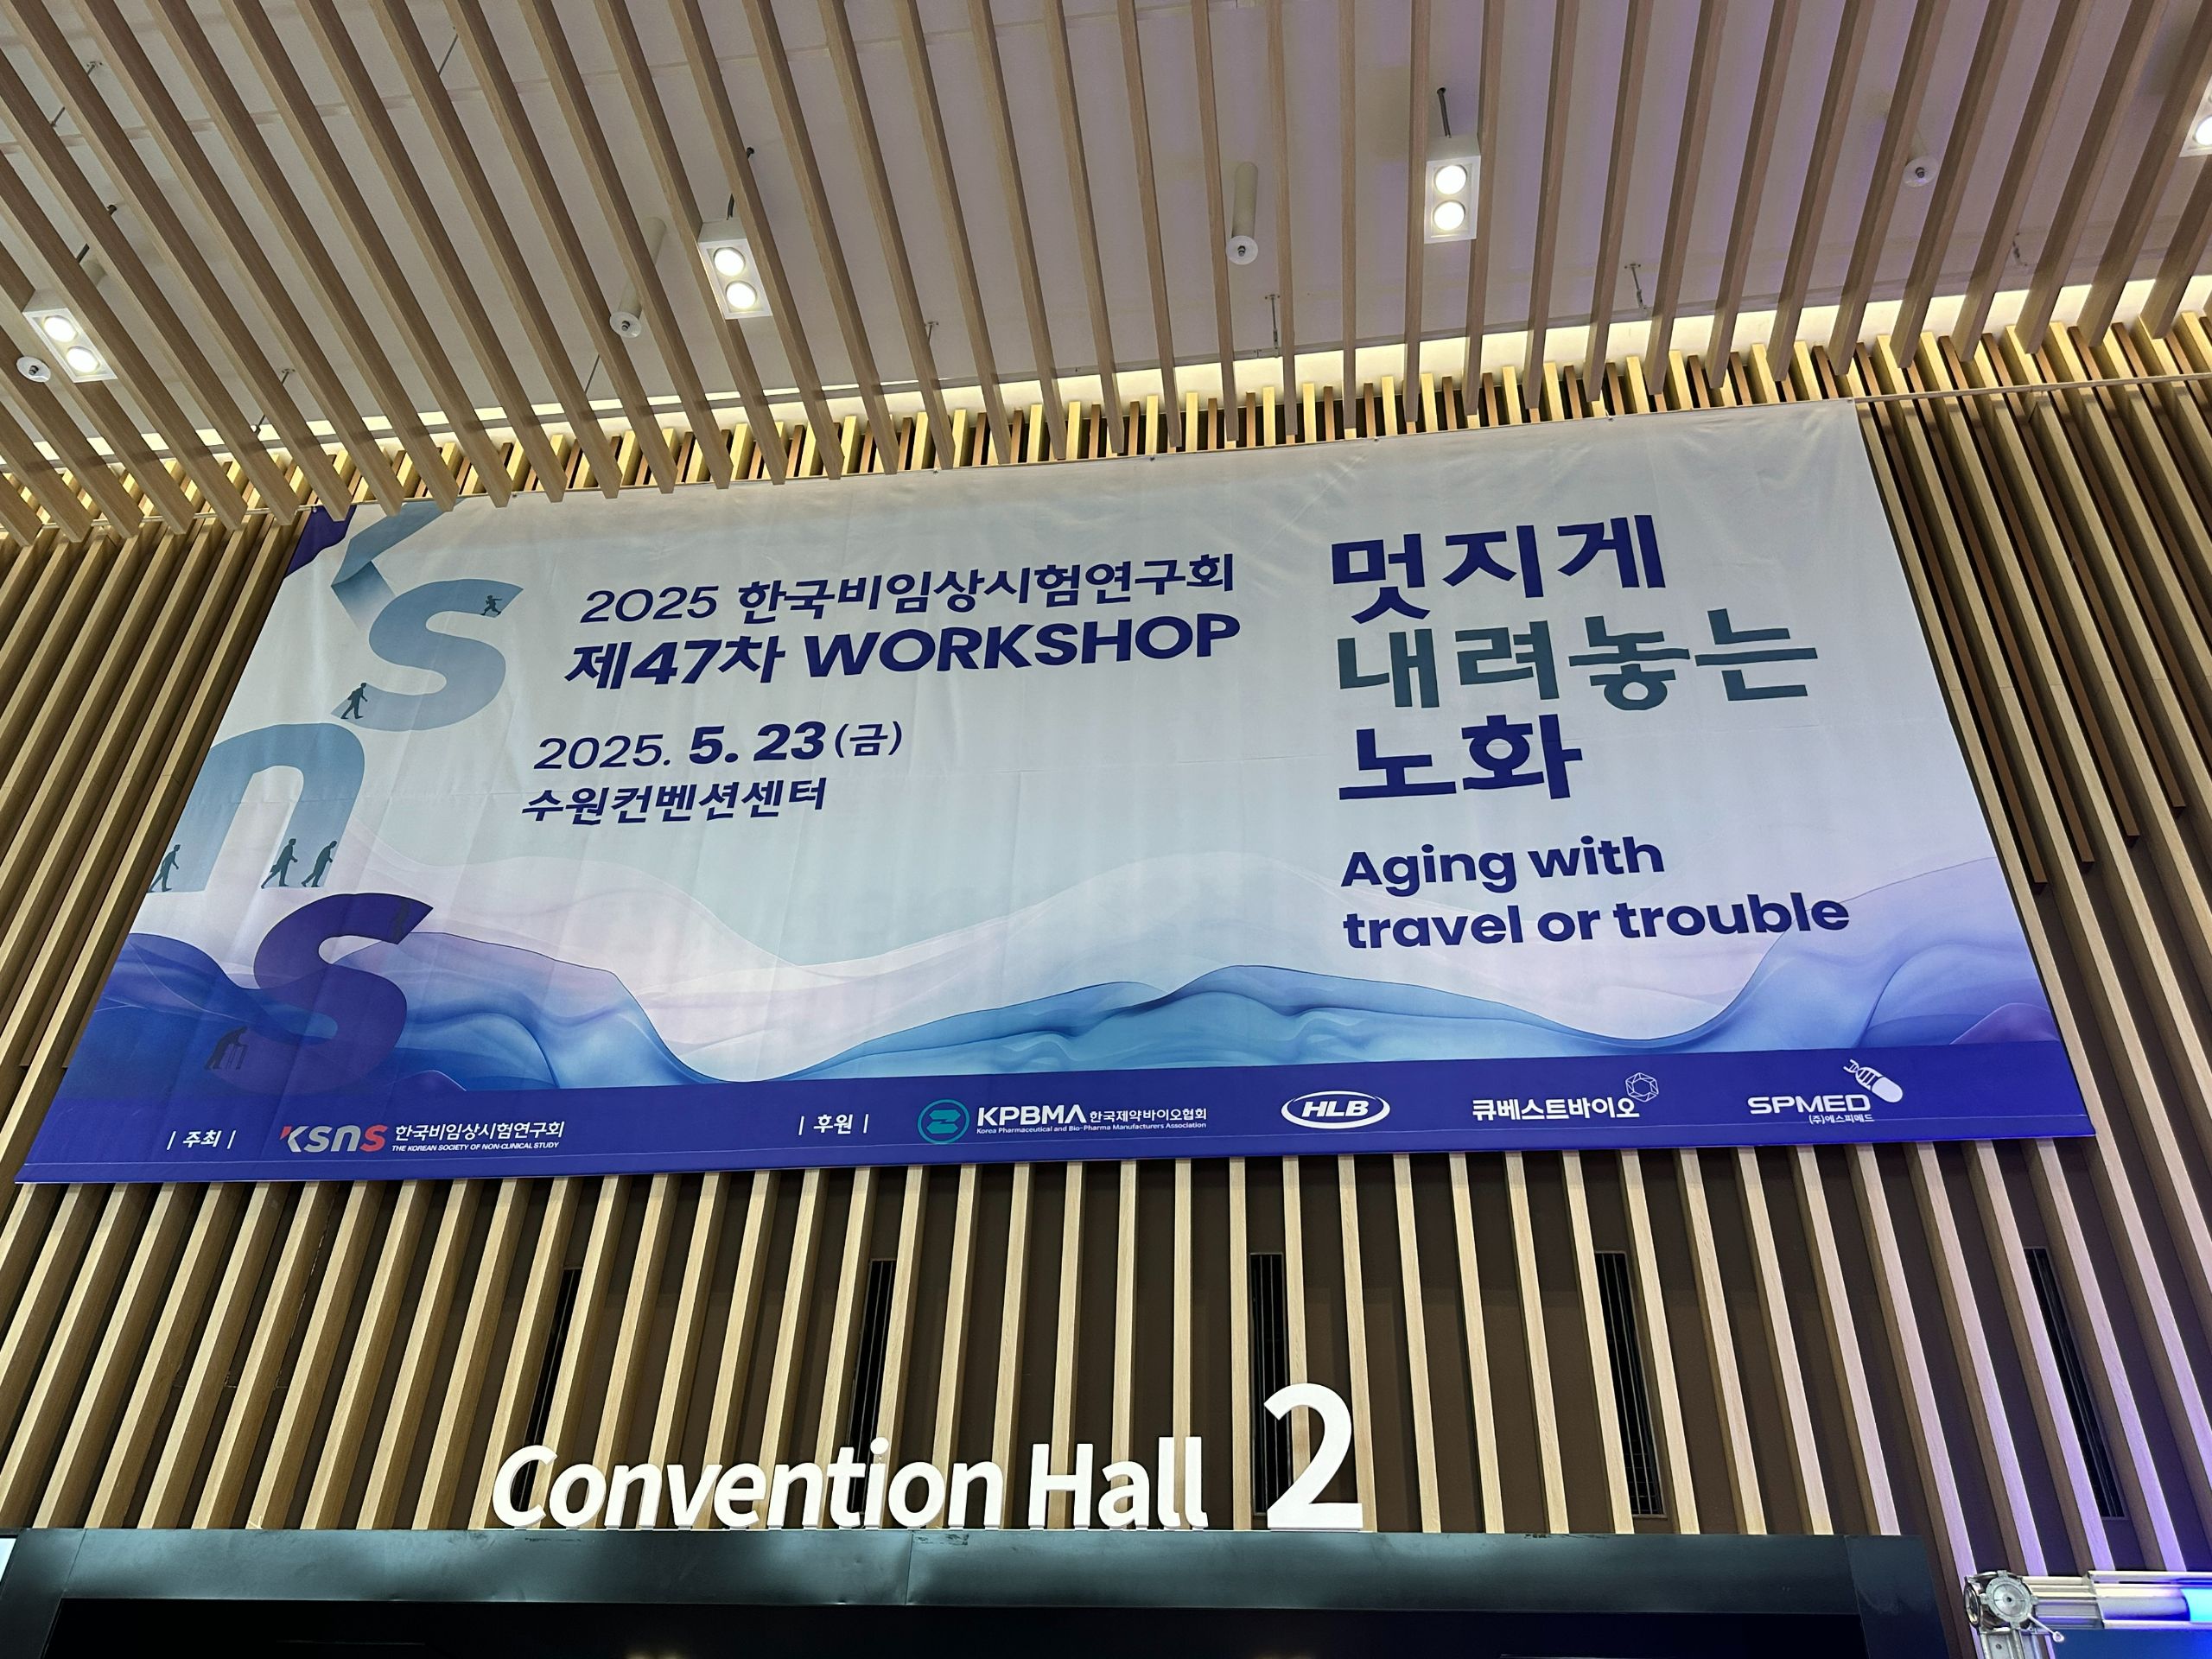 2025 한국비임상시험연구회
제47차 WORKSHOP
2025. 5. 23 (금)
수원컨벤션센터
멋지게
내려놓는
노화
Aging with
travel or trouble
ksns
| 주최 |
KSNS 한국비임상시험연구회
THE KOREAN SOCIETY OF NON-CLINICAL STUDY
| 후원 |
KPBMA 한국제약바이오협회
Korea Pharmaceutical and Bio-Pharma Manufacturers Association
HLB
큐베스트바이오
SPMED
(주)에스피메드
Convention Hall 2